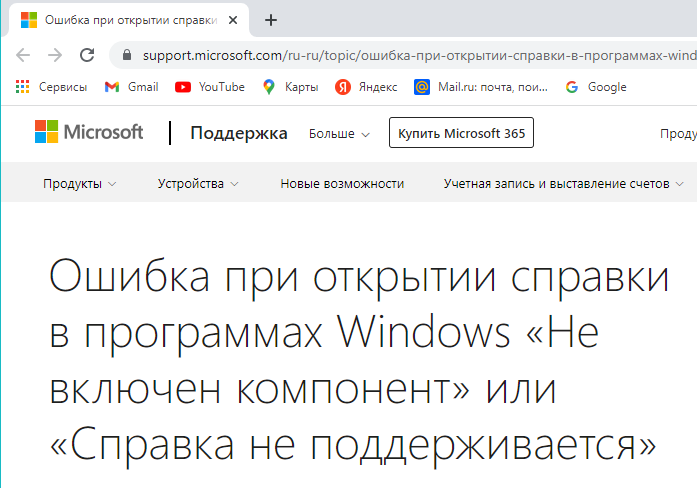 Ошибка при открытии справки
support.microsoft.com/ru-ru/topic/ошибка-при-открытии-справки-в-программах-wind
Сервисы Gmail YouTube Карты Яндекс Mail.ru: почта, пои... Google
Microsoft Поддержка Больше Купить Microsoft 365 Проду
Продукты Устройства Новые возможности Учетная запись и выставление счетов
Ошибка при открытии справки
в программах Windows «Не
включен компонент» или
«Справка не поддерживается»